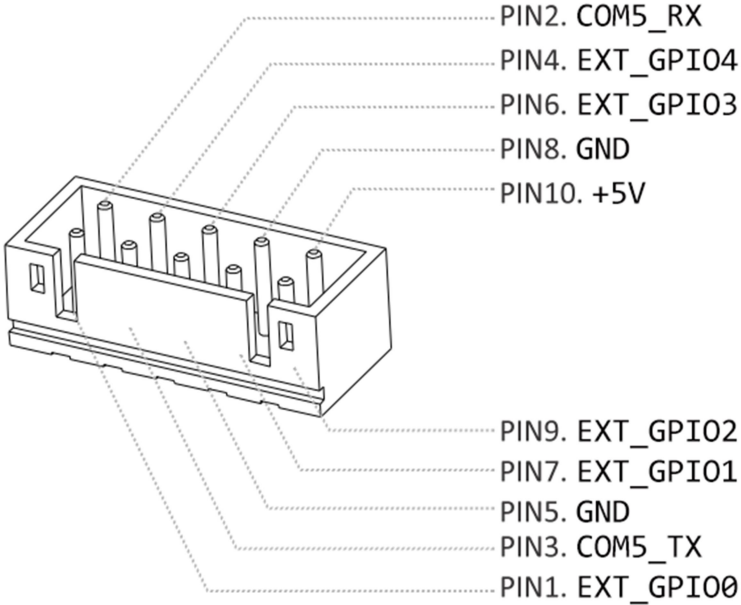 PIN2. COM5_RX
PIN4. EXT_GPIO4
PIN6. EXT_GPIO3
PIN8. GND
PIN10. +5V
PIN9. EXT_GPIO2
PIN7. EXT_GPIO1
PIN5. GND
PIN3. COM5_TX
PIN1. EXT_GPIO0